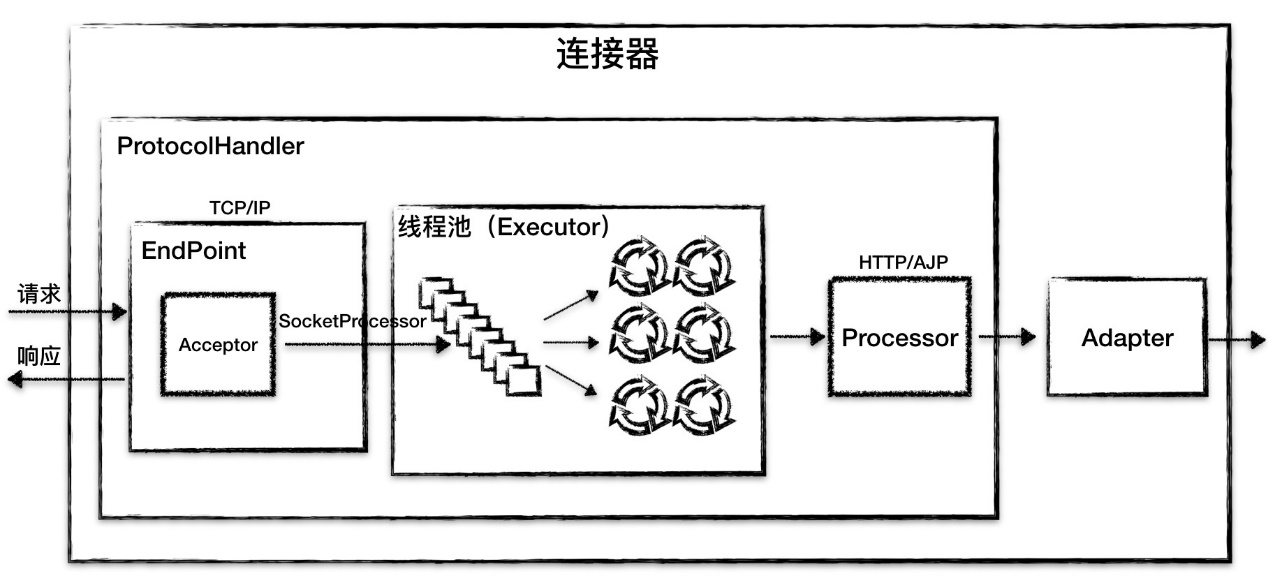 连接器
ProtocolHandler
TCP/IP
EndPoint
线程池（Executor）
HTTP/AJP
请求
SocketProcessor
Acceptor
Processor
Adapter
响应